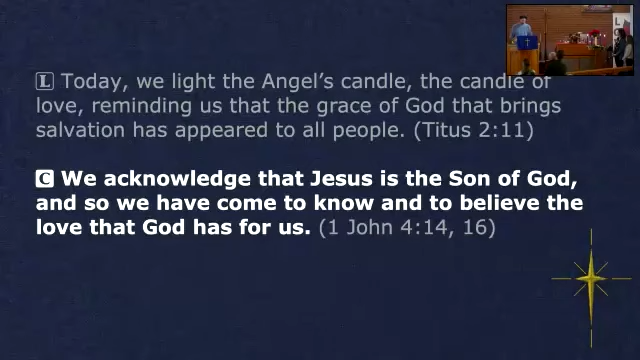 L Today, we light the Angel's candle, the candle of
love, reminding us that the grace of God that brings
salvation has appeared to all people. (Titus 2:11)
C We acknowledge that Jesus is the Son of God,
and so we have come to know and to believe the
love that God has for us. (1 John 4:14, 16)